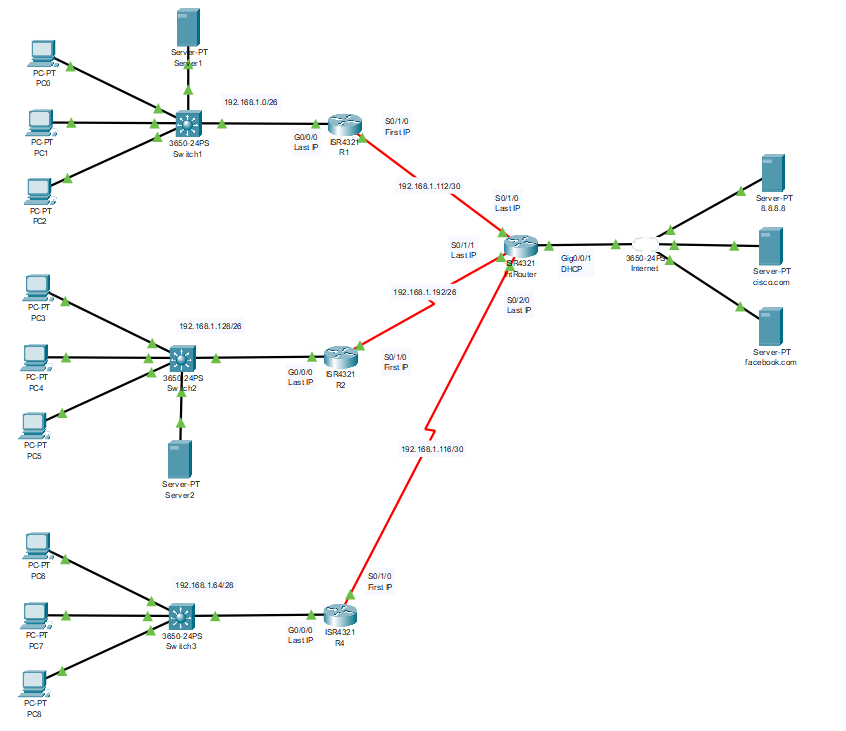 Server-PT
Server1
PC-PT
PC0
192.168.1.0/26
PC-PT
PC1
3650-24PS
Switch1
G0/0/0
Last IP
ISR4321
R1
S0/1/0
First IP
PC-PT
PC2
192.168.1.112/30
S0/1/0
Last IP
Server-PT
8.8.8.8
S0/1/1
Last IP
ISR4321
IntRouter
Gig0/0/1
DHCP
3650-24PS
Internet
Server-PT
cisco.com
PC-PT
PC3
192.168.1.192/26
S0/2/0
Last IP
192.168.1.128/26
Server-PT
facebook.com
PC-PT
PC4
3650-24PS
Switch2
G0/0/0
Last IP
ISR4321
R2
S0/1/0
First IP
PC-PT
PC5
192.168.1.116/30
Server-PT
Server2
PC-PT
PC6
192.168.1.64/28
S0/1/0
First IP
PC-PT
PC7
3650-24PS
Switch3
G0/0/0
Last IP
ISR4321
R4
PC-PT
PC8